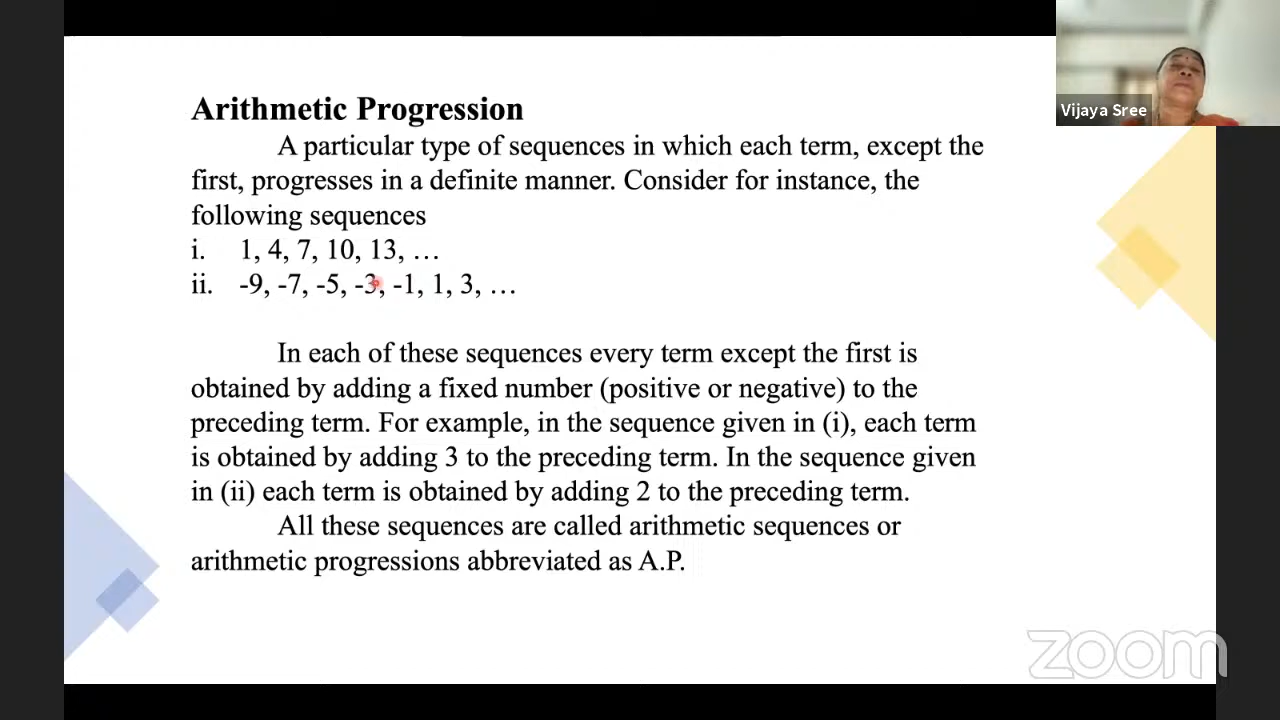 Vijaya Sree
Arithmetic Progression
A particular type of sequences in which each term, except the
first, progresses in a definite manner. Consider for instance, the
following sequences
i. 1, 4, 7, 10, 13, …
ii. -9, -7, -5, -3, -1, 1, 3, …
In each of these sequences every term except the first is
obtained by adding a fixed number (positive or negative) to the
preceding term. For example, in the sequence given in (i), each term
is obtained by adding 3 to the preceding term. In the sequence given
in (ii) each term is obtained by adding 2 to the preceding term.
All these sequences are called arithmetic sequences or
arithmetic progressions abbreviated as A.P.
zoom